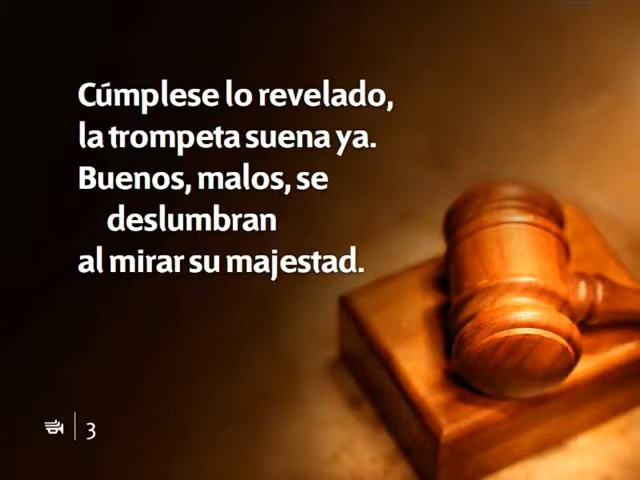 Cúmplese lo revelado,
la trompeta suena ya.
Buenos, malos, se
deslumbran
al mirar su majestad.
3